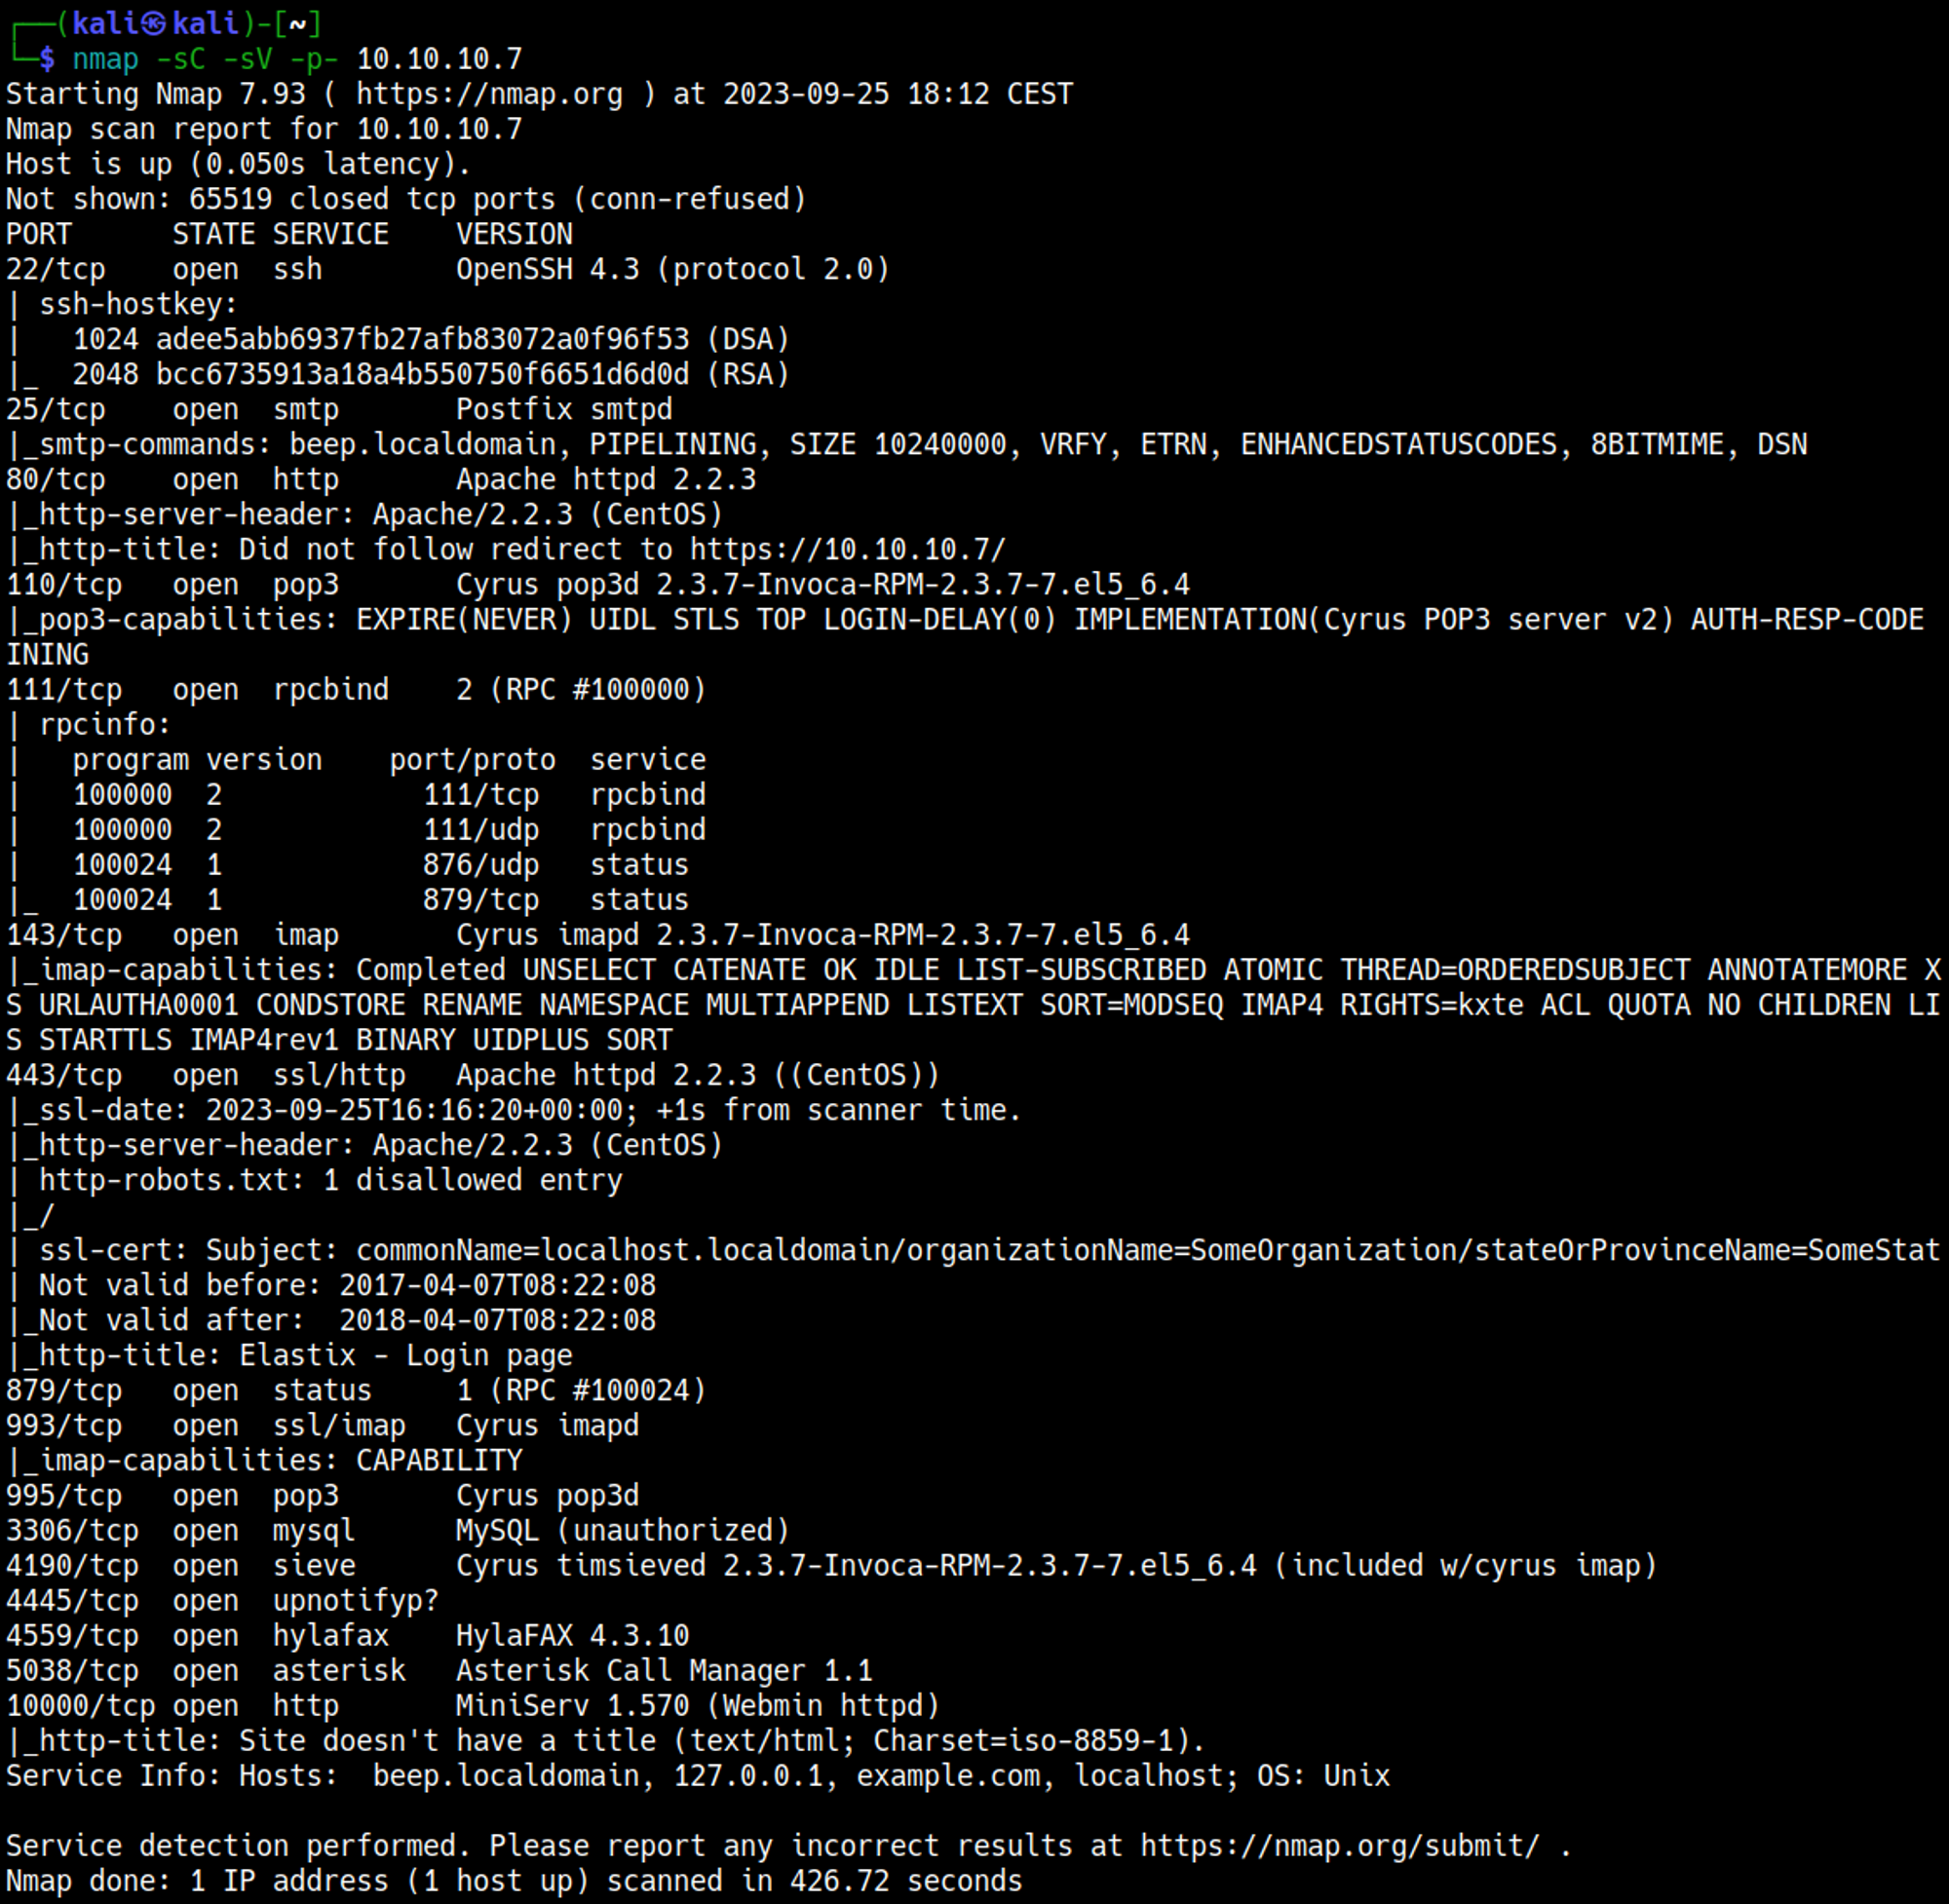 ┌──(kali㉿kali)-[~]
└─$ nmap -sC -sV -p- 10.10.10.7
Starting Nmap 7.93 ( https://nmap.org ) at 2023-09-25 18:12 CEST
Nmap scan report for 10.10.10.7
Host is up (0.050s latency).
Not shown: 65519 closed tcp ports (conn-refused)
PORT      STATE SERVICE    VERSION
22/tcp    open  ssh        OpenSSH 4.3 (protocol 2.0)
| ssh-hostkey:
|   1024 adee5abb6937fb27afb83072a0f96f53 (DSA)
|_  2048 bcc6735913a18a4b550750f6651d6d0d (RSA)
25/tcp    open  smtp       Postfix smtpd
|_smtp-commands: beep.localdomain, PIPELINING, SIZE 10240000, VRFY, ETRN, ENHANCEDSTATUSCODES, 8BITMIME, DSN
80/tcp    open  http       Apache httpd 2.2.3
|_http-server-header: Apache/2.2.3 (CentOS)
|_http-title: Did not follow redirect to https://10.10.10.7/
110/tcp   open  pop3       Cyrus pop3d 2.3.7-Invoca-RPM-2.3.7-7.el5_6.4
|_pop3-capabilities: EXPIRE(NEVER) UIDL STLS TOP LOGIN-DELAY(0) IMPLEMENTATION(Cyrus POP3 server v2) AUTH-RESP-CODE
INING
111/tcp   open  rpcbind    2 (RPC #100000)
| rpcinfo:
|   program version    port/proto  service
|   100000  2            111/tcp   rpcbind
|   100000  2            111/udp   rpcbind
|   100024  1            876/udp   status
|_  100024  1            879/tcp   status
143/tcp   open  imap       Cyrus imapd 2.3.7-Invoca-RPM-2.3.7-7.el5_6.4
|_imap-capabilities: Completed UNSELECT CATENATE OK IDLE LIST-SUBSCRIBED ATOMIC THREAD=ORDEREDSUBJECT ANNOTATEMORE X
S URLAUTHA0001 CONDSTORE RENAME NAMESPACE MULTIAPPEND LISTEXT SORT=MODSEQ IMAP4 RIGHTS=kxte ACL QUOTA NO CHILDREN LI
S STARTTLS IMAP4rev1 BINARY UIDPLUS SORT
443/tcp   open  ssl/http   Apache httpd 2.2.3 ((CentOS))
|_ssl-date: 2023-09-25T16:16:20+00:00; +1s from scanner time.
|_http-server-header: Apache/2.2.3 (CentOS)
| http-robots.txt: 1 disallowed entry
|_/
| ssl-cert: Subject: commonName=localhost.localdomain/organizationName=SomeOrganization/stateOrProvinceName=SomeStat
| Not valid before: 2017-04-07T08:22:08
|_Not valid after:  2018-04-07T08:22:08
|_http-title: Elastix - Login page
879/tcp   open  status     1 (RPC #100024)
993/tcp   open  ssl/imap   Cyrus imapd
|_imap-capabilities: CAPABILITY
995/tcp   open  pop3       Cyrus pop3d
3306/tcp  open  mysql      MySQL (unauthorized)
4190/tcp  open  sieve      Cyrus timsieved 2.3.7-Invoca-RPM-2.3.7-7.el5_6.4 (included w/cyrus imap)
4445/tcp  open  upnotifyp?
4559/tcp  open  hylafax    HylaFAX 4.3.10
5038/tcp  open  asterisk   Asterisk Call Manager 1.1
10000/tcp open  http       MiniServ 1.570 (Webmin httpd)
|_http-title: Site doesn't have a title (text/html; Charset=iso-8859-1).
Service Info: Hosts:  beep.localdomain, 127.0.0.1, example.com, localhost; OS: Unix

Service detection performed. Please report any incorrect results at https://nmap.org/submit/ .
Nmap done: 1 IP address (1 host up) scanned in 426.72 seconds